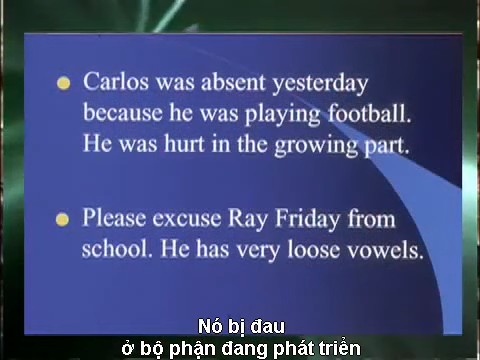 Carlos was absent yesterday
because he was playing football.
He was hurt in the growing part.
Please excuse Ray Friday from
school. He has very loose vowels.
Nó bị đau
ở bộ phận đang phát triển